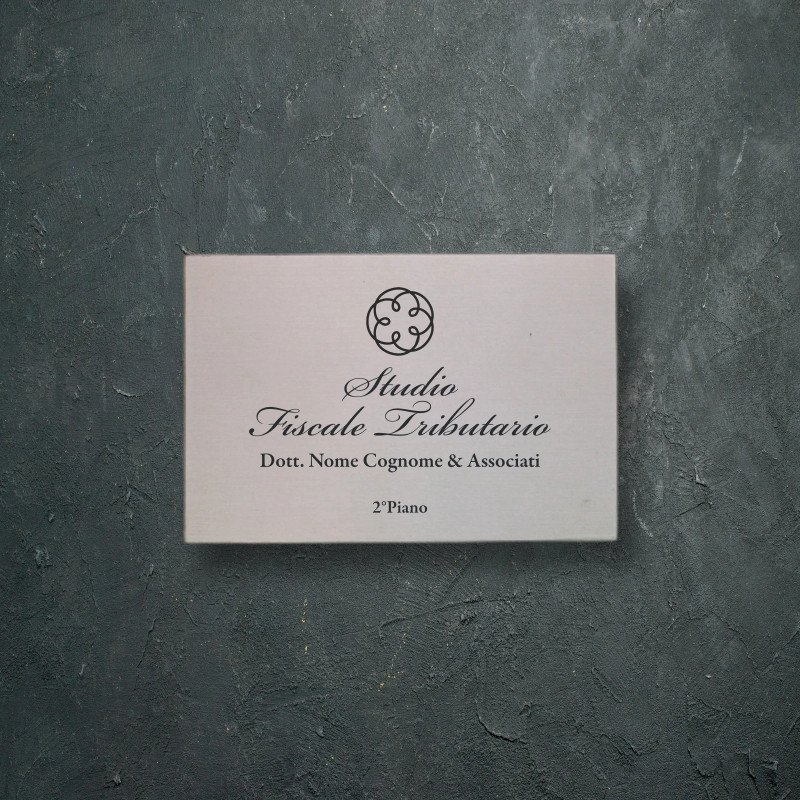 Studio
Fiscale Tributario
Dott. Nome Cognome & Associati
2°Piano